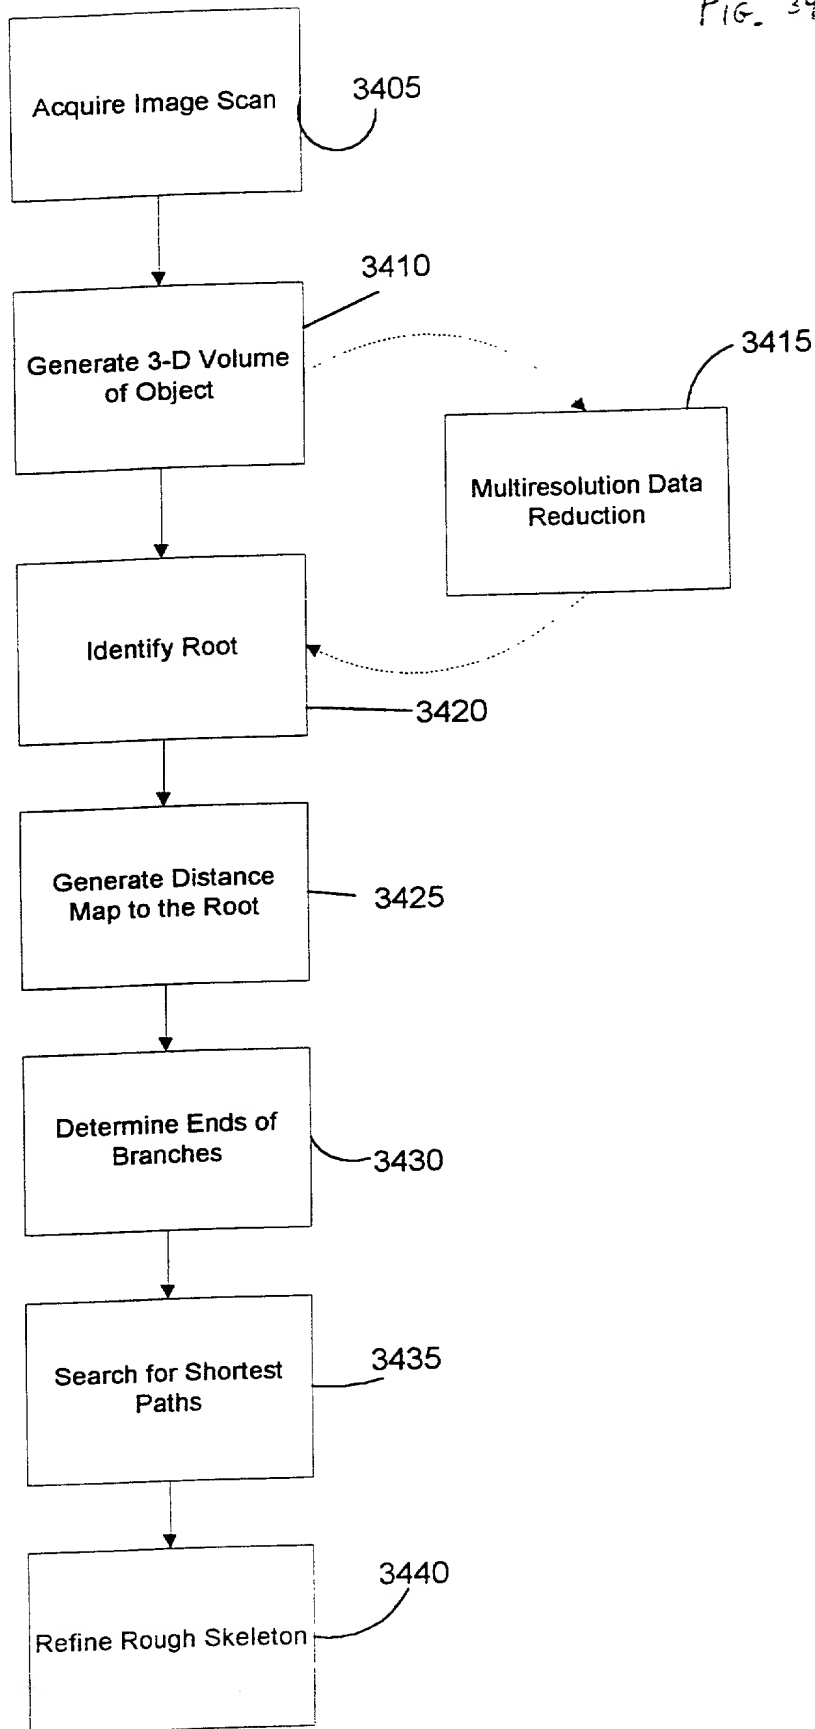 FIG. 34
Acquire Image Scan
3405
3410
Generate 3-D Volume
of Object
3415
Multiresolution Data
Reduction
Identify Root
3420
Generate Distance
Map to the Root
3425
Determine Ends of
Branches
3430
Search for Shortest
Paths
3435
3440
Refine Rough Skeleton